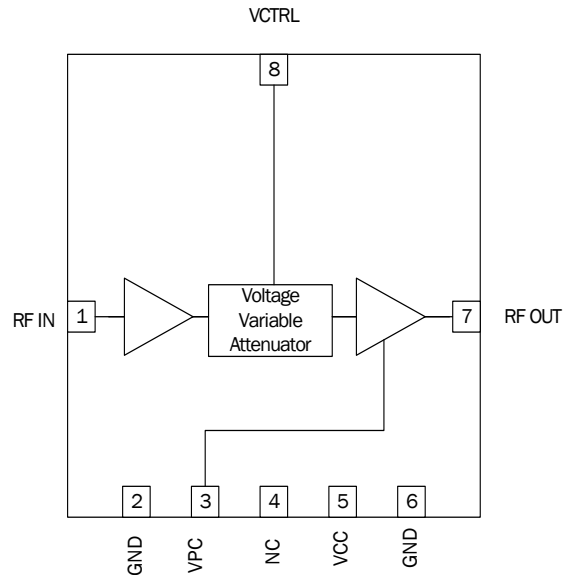 VCTRL
8
RF IN
1
Voltage
Variable
Attenuator
7
RF OUT
2
3
4
5
6
GND
VPC
NC
VCC
GND